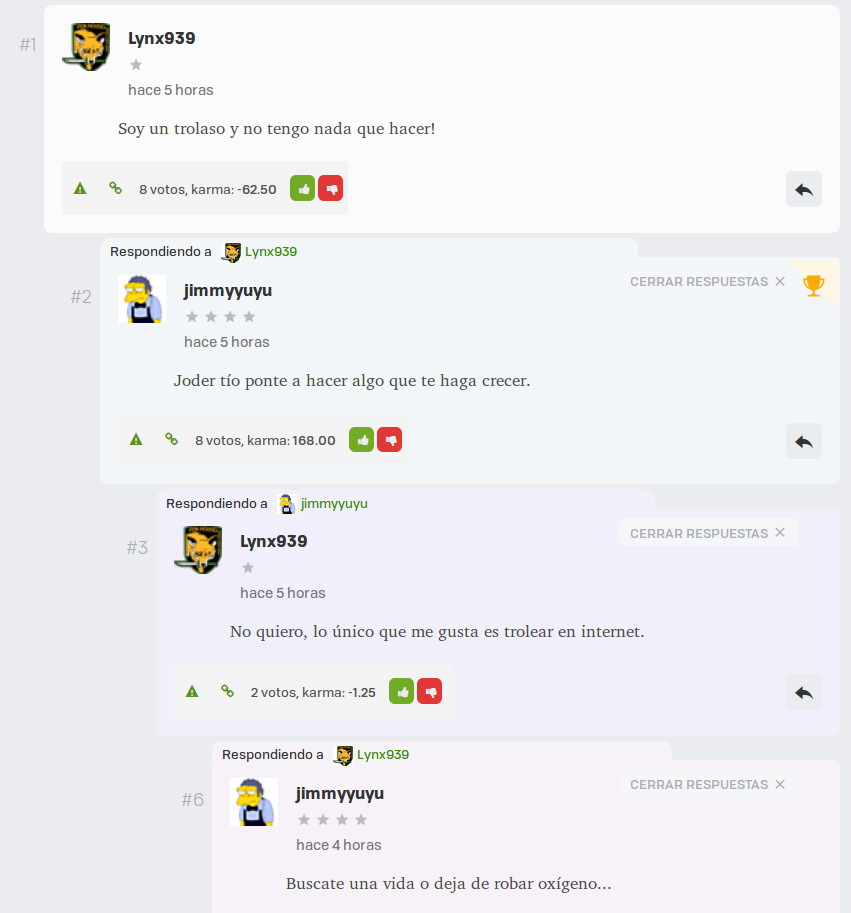 #1
Lynx939
hace 5 horas
Soy un trolaso y no tengo nada que hacer!
8 votos, karma: -62.50
Respondiendo a Lynx939
#2
jimmyyuyu
CERRAR RESPUESTAS ×
hace 5 horas
Joder tío ponte a hacer algo que te haga crecer.
8 votos, karma: 168.00
Respondiendo a jimmyyuyu
#3
Lynx939
CERRAR RESPUESTAS ×
hace 5 horas
No quiero, lo único que me gusta es trolear en internet.
2 votos, karma: -1.25
Respondiendo a Lynx939
#6
jimmyyuyu
CERRAR RESPUESTAS ×
hace 4 horas
Buscate una vida o deja de robar oxígeno...